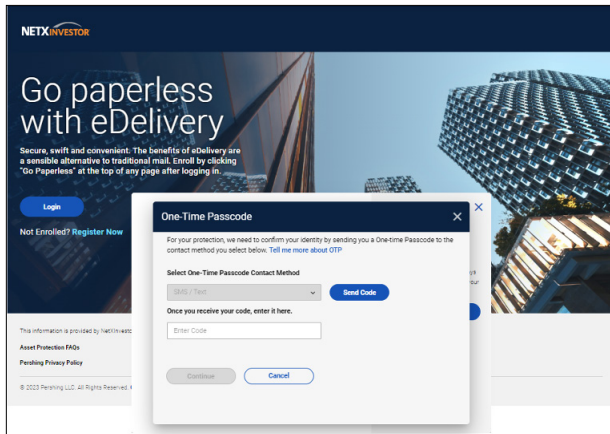 NETXINVESTOR
Go paperless
with eDelivery
Secure, swift and convenient. The benefits of eDelivery are
a sensible alternative to traditional mail. Enroll by clicking
"Go Paperless" at the top of any page after logging in.
Login
Not Enrolled? Register Now
One-Time Passcode
For your protection, we need to confirm your identity by sending you a One-time Passcode to the
contact method you select below. Tell me more about OTP
Select One-Time Passcode Contact Method
SMS / Text
Send Code
Once you receive your code, enter it here.
Enter Code
Continue
Cancel
This information is provided by
Asset Protection FAQs
Pershing Privacy Policy
© 2023 Pershing LLC. All Rights Reserved.